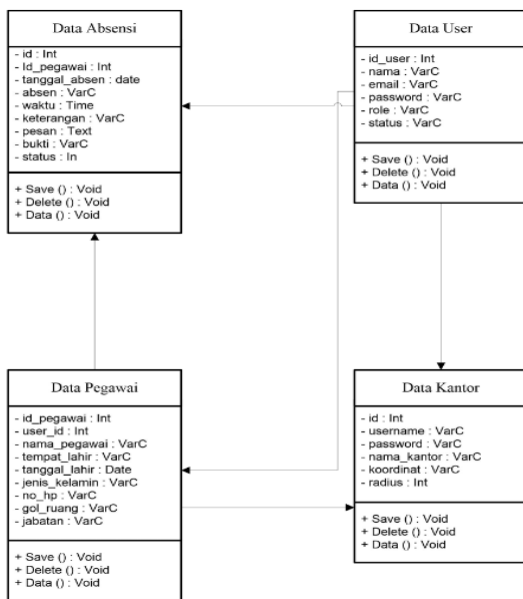 Data Absensi
- id : Int
- Id_pegawai : Int
- tanggal_absen : date
- absen : VarC
- waktu : Time
- keterangan : VarC
- pesan : Text
- bukti : VarC
- status : In
+ Save () : Void
+ Delete () : Void
+ Data () : Void
Data User
- id_user : Int
- nama : VarC
- email : VarC
- password : VarC
- role : VarC
- status : VarC
+ Save () : Void
+ Delete () : Void
+ Data () : Void
Data Pegawai
- id_pegawai : Int
- user_id : Int
- nama_pegawai : VarC
- tempat_lahir : VarC
- tanggal_lahir : Date
- jenis_kelamin : VarC
- no_hp : VarC
- gol_ruang : VarC
- jabatan : VarC
+ Save () : Void
+ Delete () : Void
+ Data () : Void
Data Kantor
- id : Int
- username : VarC
- password : VarC
- nama_kantor : VarC
- koordinat : VarC
- radius : Int
+ Save () : Void
+ Delete () : Void
+ Data () : Void